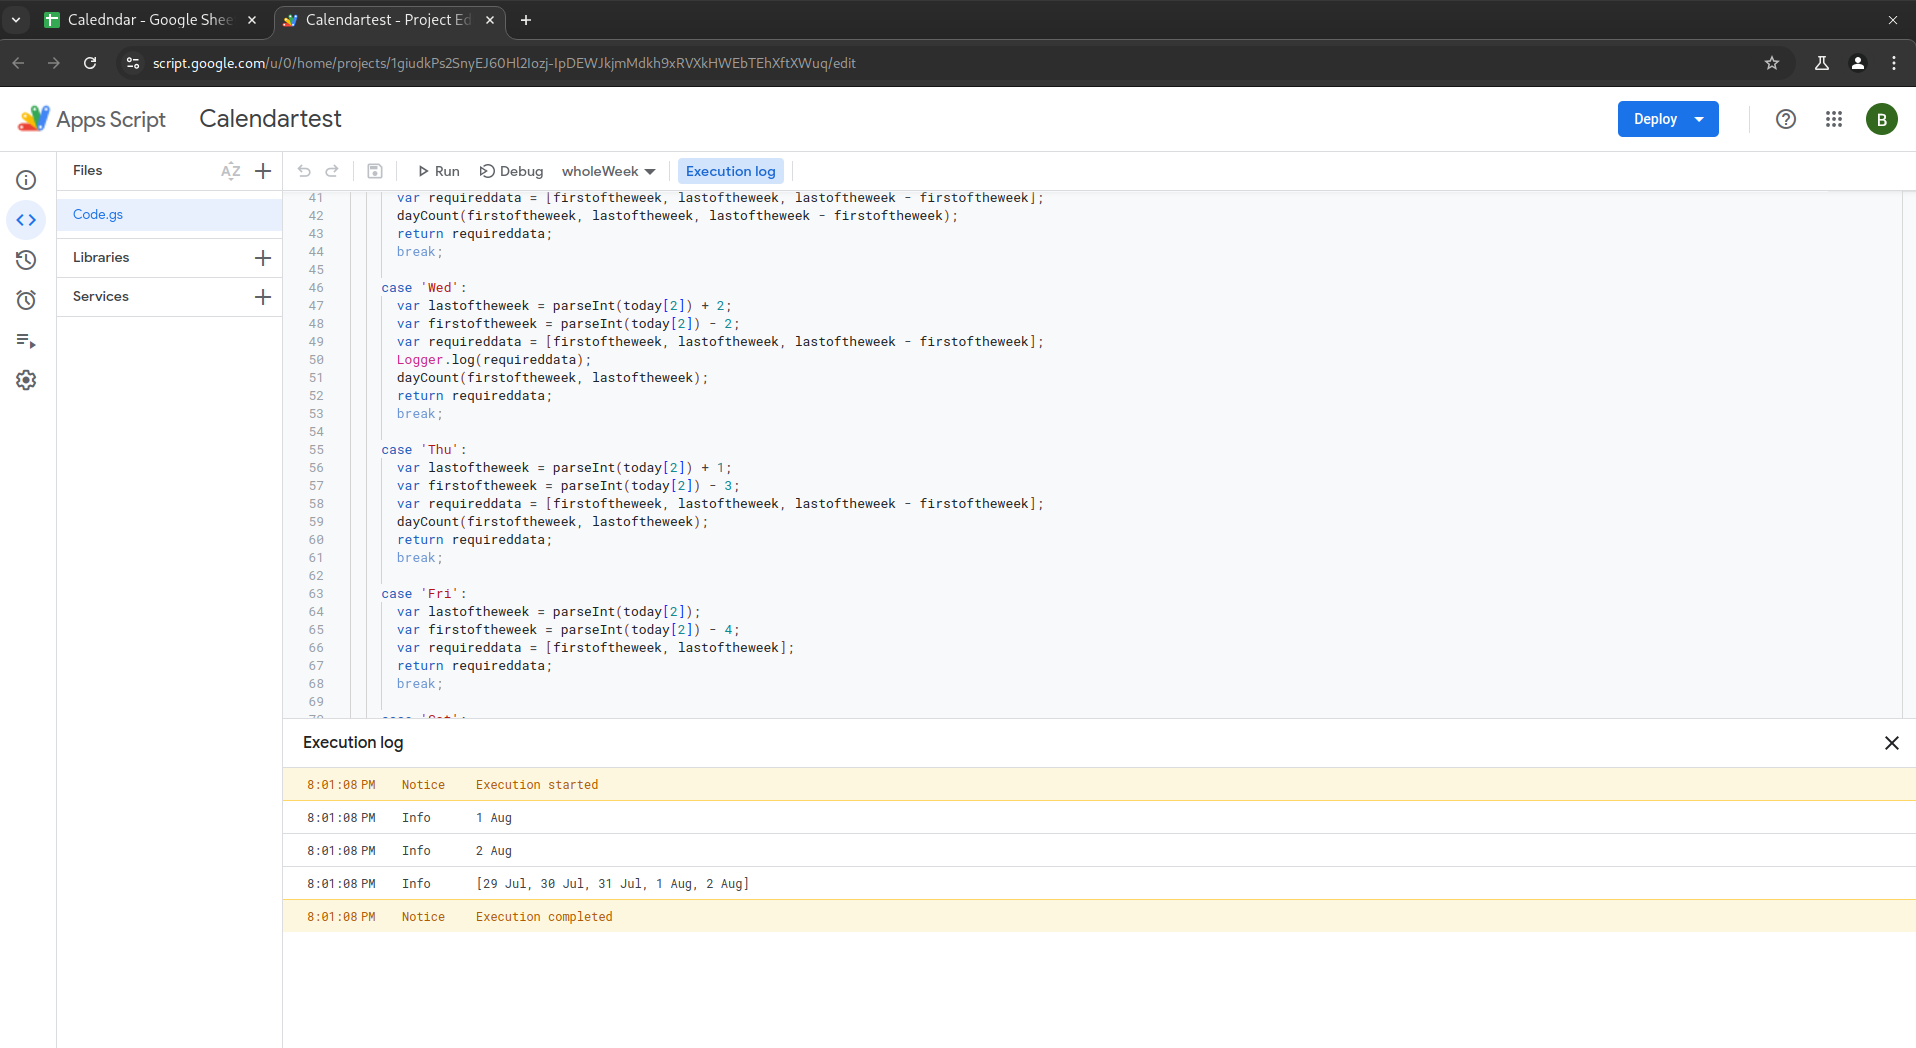 Caledndar - Google Shee
Calendartest - Project Ed
script.google.com/u/0/home/projects/1giudkPs2SnyEJ60Hl2Iozj-IpDEWJkjmMdkh9xRVXkHWEbTEhXftXWuq/edit
Apps Script
Calendartest
Deploy
B
Files
AZ
Run
Debug
wholeWeek
Execution log
Code.gs
Libraries
Services
41 var requireddata = [firstoftheweek, lastoftheweek, lastoftheweek - firstoftheweek];
42 dayCount(firstoftheweek, lastoftheweek, lastoftheweek - firstoftheweek);
43 return requireddata;
44 break;
45
46 case 'Wed':
47 var lastoftheweek = parseInt(today[2]) + 2;
48 var firstoftheweek = parseInt(today[2]) - 2;
49 var requireddata = [firstoftheweek, lastoftheweek, lastoftheweek - firstoftheweek];
50 Logger.log(requireddata);
51 dayCount(firstoftheweek, lastoftheweek);
52 return requireddata;
53 break;
54
55 case 'Thu':
56 var lastoftheweek = parseInt(today[2]) + 1;
57 var firstoftheweek = parseInt(today[2]) - 3;
58 var requireddata = [firstoftheweek, lastoftheweek, lastoftheweek - firstoftheweek];
59 dayCount(firstoftheweek, lastoftheweek);
60 return requireddata;
61 break;
62
63 case 'Fri':
64 var lastoftheweek = parseInt(today[2]);
65 var firstoftheweek = parseInt(today[2]) - 4;
66 var requireddata = [firstoftheweek, lastoftheweek];
67 return requireddata;
68 break;
69
70 case 'Sat':
Execution log
8:01:08 PM Notice Execution started
8:01:08 PM Info 1 Aug
8:01:08 PM Info 2 Aug
8:01:08 PM Info [29 Jul, 30 Jul, 31 Jul, 1 Aug, 2 Aug]
8:01:08 PM Notice Execution completed